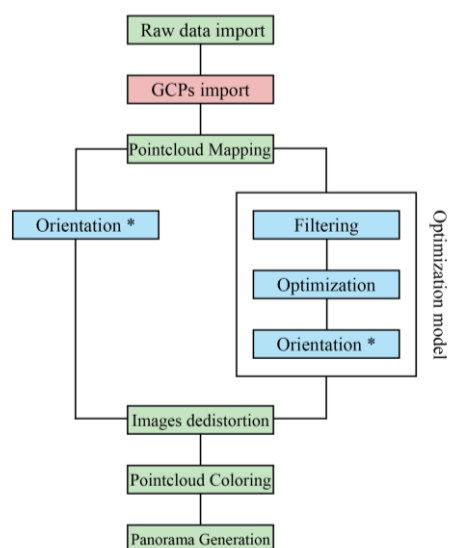 Raw data import
GCPs import
Pointcloud Mapping
Orientation *
Filtering
Optimization
Orientation *
Optimization model
Images dedistortion
Pointcloud Coloring
Panorama Generation